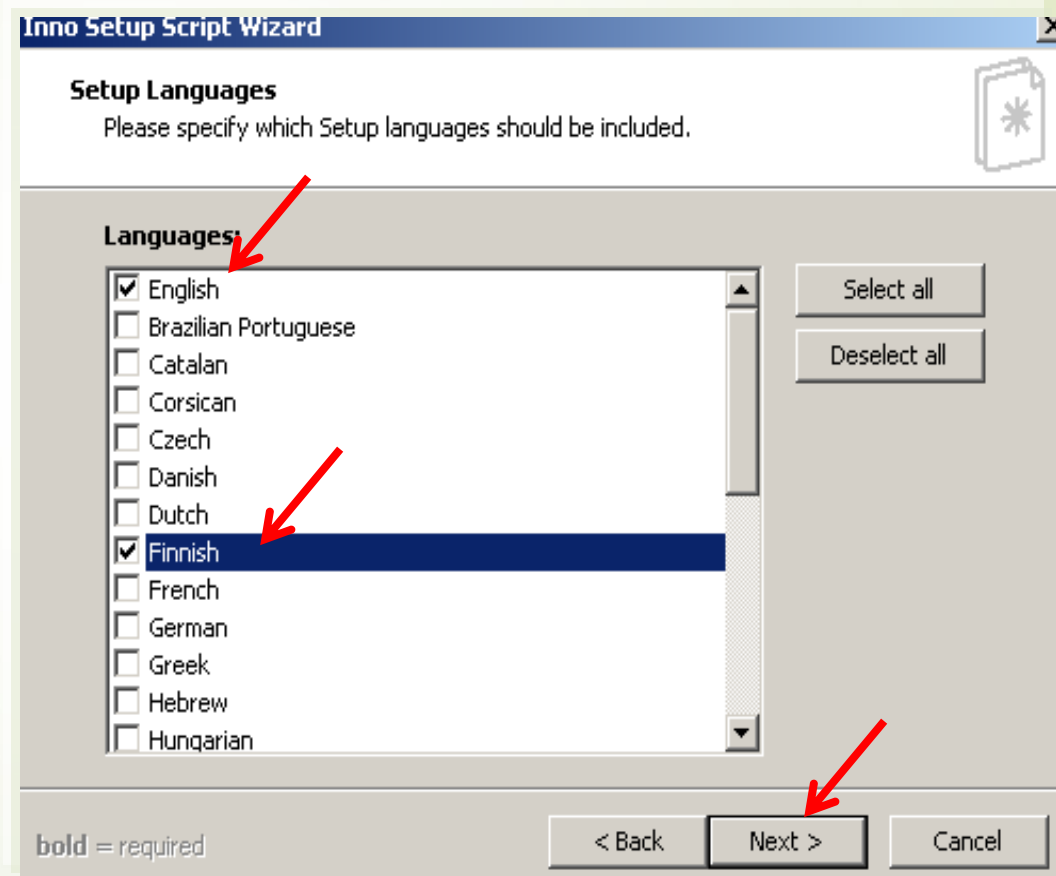 Inno Setup Script Wizard
Setup Languages
Please specify which Setup languages should be included.
Languages:
English
Brazilian Portuguese
Catalan
Corsican
Czech
Danish
Dutch
Finnish
French
German
Greek
Hebrew
Hungarian
Select all
Deselect all
bold = required
< Back
Next >
Cancel